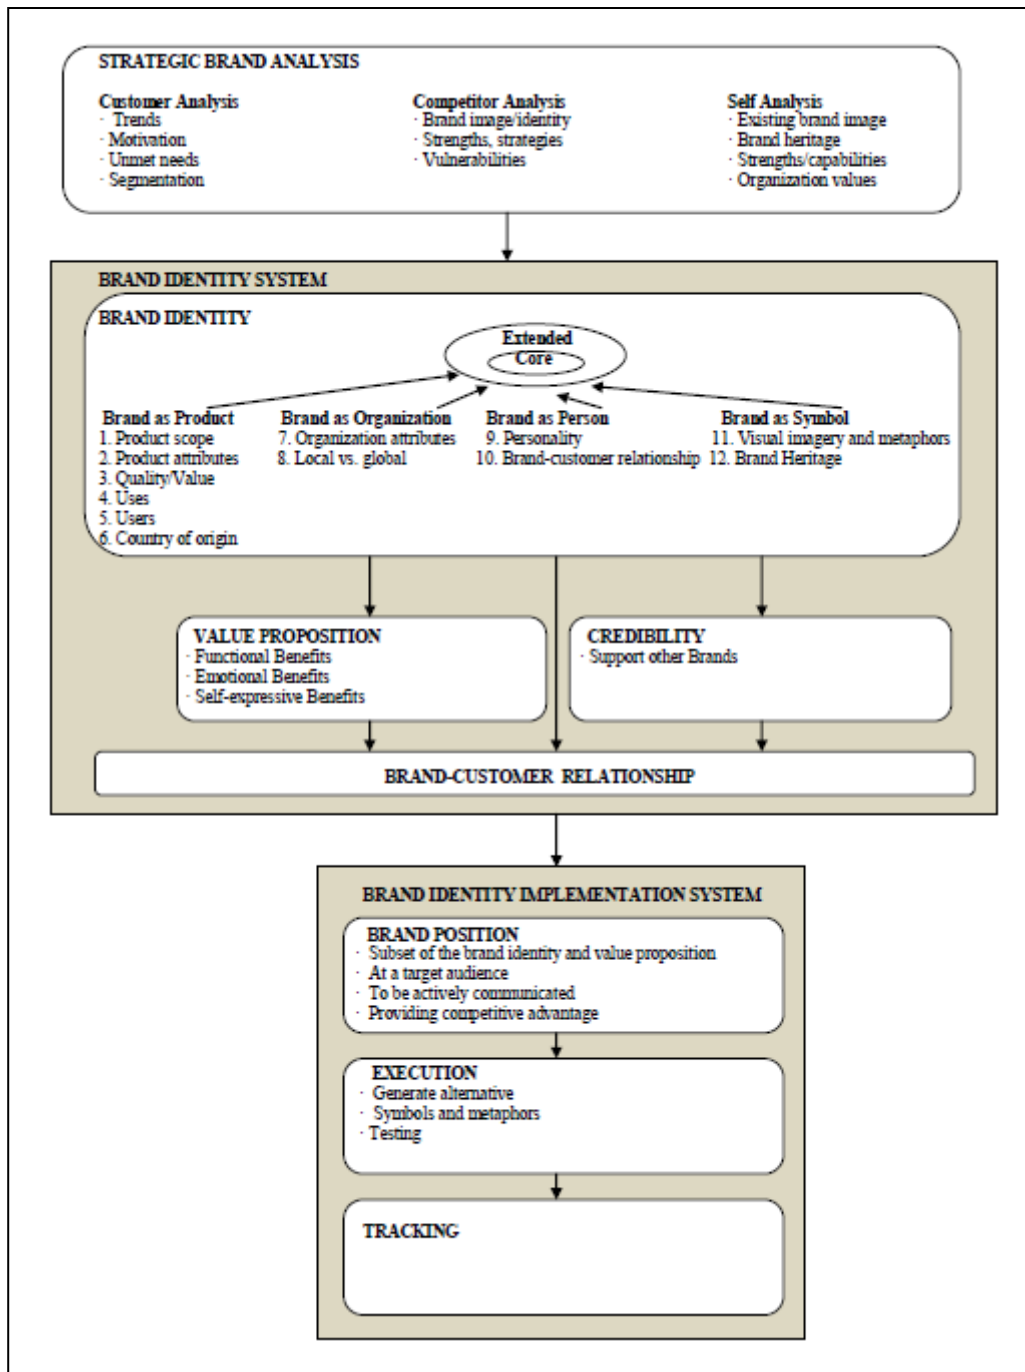 STRATEGIC BRAND ANALYSIS
Customer Analysis
· Trends
· Motivation
· Unmet needs
· Segmentation
Competitor Analysis
· Brand image/identity
· Strengths, strategies
· Vulnerabilities
Self Analysis
· Existing brand image
· Brand heritage
· Strengths/capabilities
· Organization values
BRAND IDENTITY SYSTEM
BRAND IDENTITY
Extended
Core
Brand as Product
1. Product scope
2. Product attributes
3. Quality/Value
4. Uses
5. Users
6. Country of origin
Brand as Organization
7. Organization attributes
8. Local vs. global
Brand as Person
9. Personality
10. Brand-customer relationship
Brand as Symbol
11. Visual imagery and metaphors
12. Brand Heritage
VALUE PROPOSITION
· Functional Benefits
· Emotional Benefits
· Self-expressive Benefits
CREDIBILITY
· Support other Brands
BRAND-CUSTOMER RELATIONSHIP
BRAND IDENTITY IMPLEMENTATION SYSTEM
BRAND POSITION
· Subset of the brand identity and value proposition
· At a target audience
· To be actively communicated
· Providing competitive advantage
EXECUTION
· Generate alternative
· Symbols and metaphors
· Testing
TRACKING